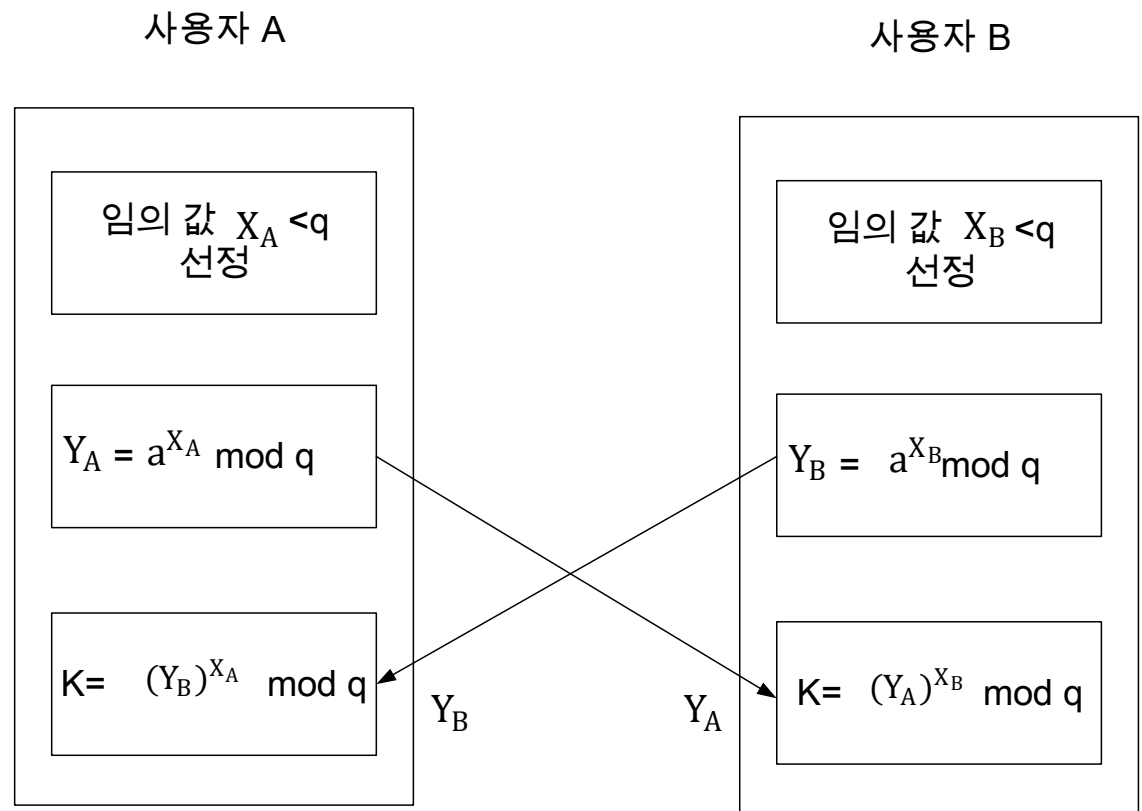 사용자 A
임의 값 X_A <q
선정
Y_A = a^{X_A} mod q
K= (Y_B)^{X_A} mod q
Y_B
사용자 B
임의 값 X_B <q
선정
Y_B = a^{X_B} mod q
K= (Y_A)^{X_B} mod q
Y_A